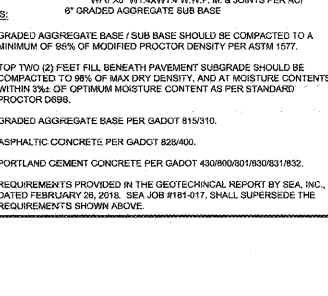 6" GRADED AGGREGATE SUB BASE
S:
GRADED AGGREGATE BASE / SUB BASE SHOULD BE COMPACTED TO A
MINIMUM OF 98% OF MODIFIED PROCTOR DENSITY PER ASTM 1577.
TOP TWO (2) FEET FILL BENEATH PAVEMENT SUBGRADE SHOULD BE
COMPACTED TO 98% OF MAX DRY DENSITY, AND AT MOISTURE CONTENTS
WITHIN 3%± OF OPTIMUM MOISTURE CONTENT AS PER STANDARD
PROCTOR D698.
GRADED AGGREGATE BASE PER GADOT 815/310.
ASPHALTIC CONCRETE PER GADOT 828/400.
PORTLAND CEMENT CONCRETE PER GADOT 430/800/801/830/831/832.
REQUIREMENTS PROVIDED IN THE GEOTECHINCAL REPORT BY SEA, INC.,
DATED FEBRUARY 26, 2018. SEA JOB #181-017, SHALL SUPERSEDE THE
REQUIREMENTS SHOWN ABOVE.